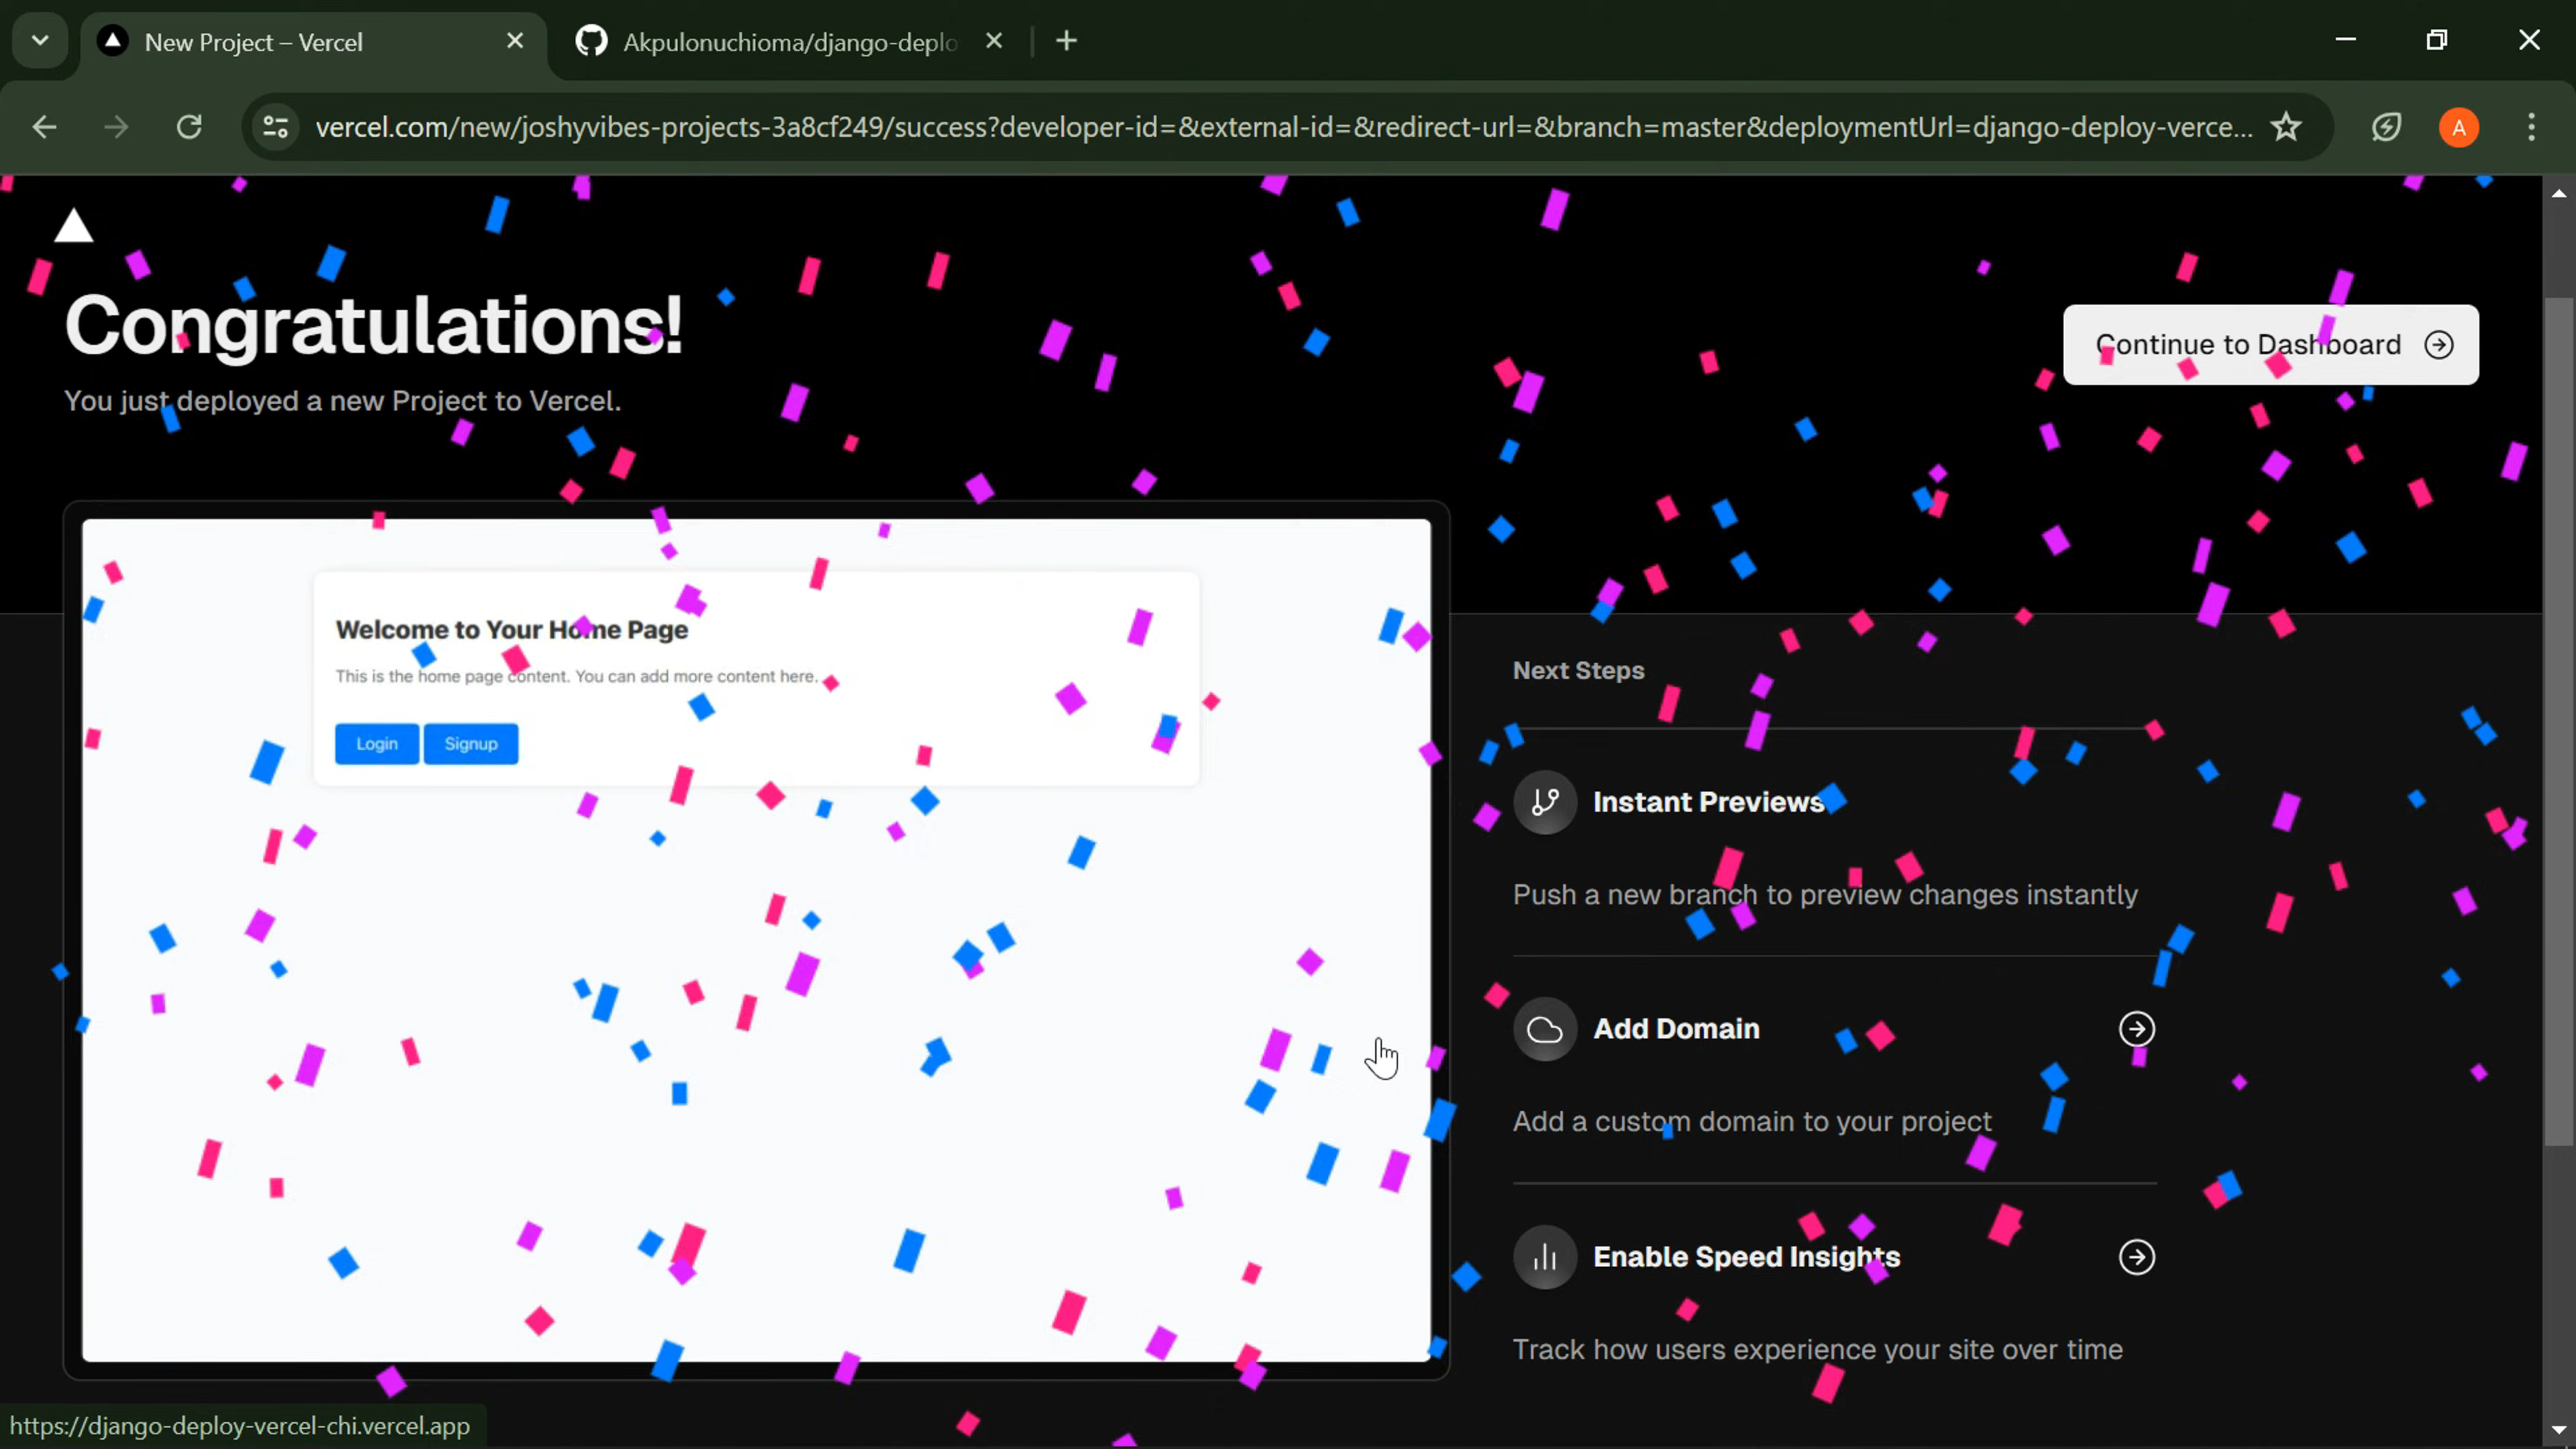 New Project – Vercel
Akpulonuchioma/django-deplo
vercel.com/new/joshyvibes-projects-3a8cf249/success?developer-id=&external-id=&redirect-url=&branch=master&deploymentUrl=django-deploy-verce...
A
Congratulations!
You just deployed a new Project to Vercel.
Continue to Dashboard
Welcome to Your Home Page
This is the home page content. You can add more content here.
Login
Signup
Next Steps
Instant Previews
Push a new branch to preview changes instantly
Add Domain
Add a custom domain to your project
Enable Speed Insights
Track how users experience your site over time
https://django-deploy-vercel-chi.vercel.app